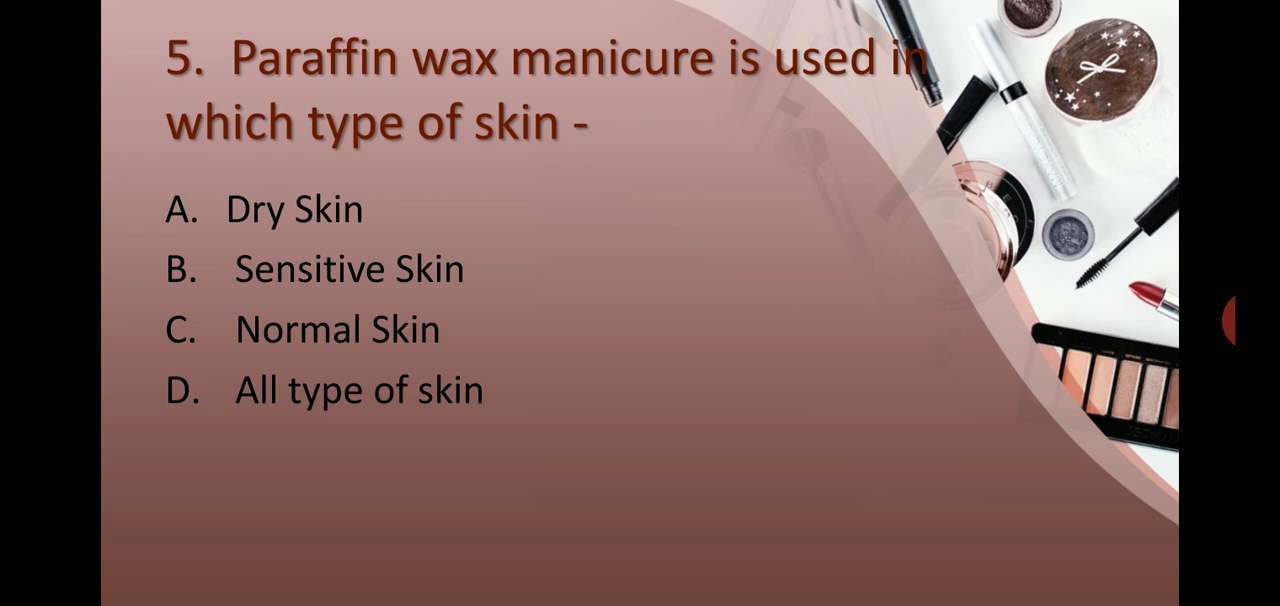 5. Paraffin wax manicure is used in
which type of skin -
A. Dry Skin
B. Sensitive Skin
C. Normal Skin
D. All type of skin